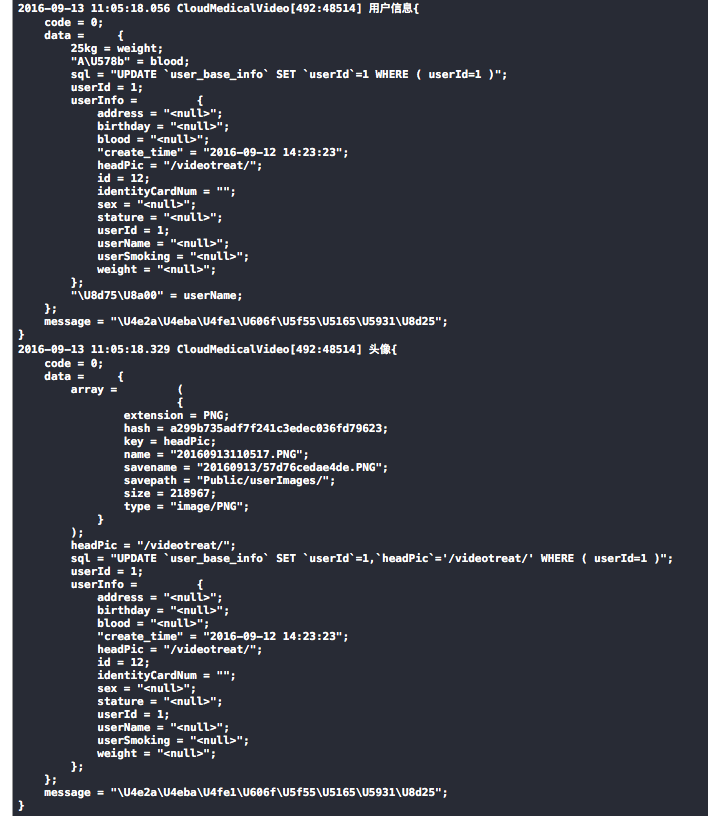 2016-09-13 11:05:18.056 CloudMedicalVideo[492:48514] 用户信息{
    code = 0;
    data =     {
        25kg = weight;
        "A\U578b" = blood;
        sql = "UPDATE `user_base_info` SET `userId`=1 WHERE ( userId=1 )";
        userId = 1;
        userInfo =         {
            address = "<null>";
            birthday = "<null>";
            blood = "<null>";
            "create_time" = "2016-09-12 14:23:23";
            headPic = "/videotreat/";
            id = 12;
            identityCardNum = "";
            sex = "<null>";
            stature = "<null>";
            userId = 1;
            userName = "<null>";
            userSmoking = "<null>";
            weight = "<null>";
        };
        "\U8d75\U8a00" = userName;
    };
    message = "\U4e2a\U4eba\U4fe1\U606f\U5f55\U5165\U5931\U8d25";
}
2016-09-13 11:05:18.329 CloudMedicalVideo[492:48514] 头像{
    code = 0;
    data =     {
        array =         (
                        {
                extension = PNG;
                hash = a299b735adf7f241c3edec036fd79623;
                key = headPic;
                name = "20160913110517.PNG";
                savename = "20160913/57d76cedae4de.PNG";
                savepath = "Public/userImages/";
                size = 218967;
                type = "image/PNG";
            }
        );
        headPic = "/videotreat/";
        sql = "UPDATE `user_base_info` SET `userId`=1,`headPic`='/videotreat/' WHERE ( userId=1 )";
        userId = 1;
        userInfo =         {
            address = "<null>";
            birthday = "<null>";
            blood = "<null>";
            "create_time" = "2016-09-12 14:23:23";
            headPic = "/videotreat/";
            id = 12;
            identityCardNum = "";
            sex = "<null>";
            stature = "<null>";
            userId = 1;
            userName = "<null>";
            userSmoking = "<null>";
            weight = "<null>";
        };
    };
    message = "\U4e2a\U4eba\U4fe1\U606f\U5f55\U5165\U5931\U8d25";
}